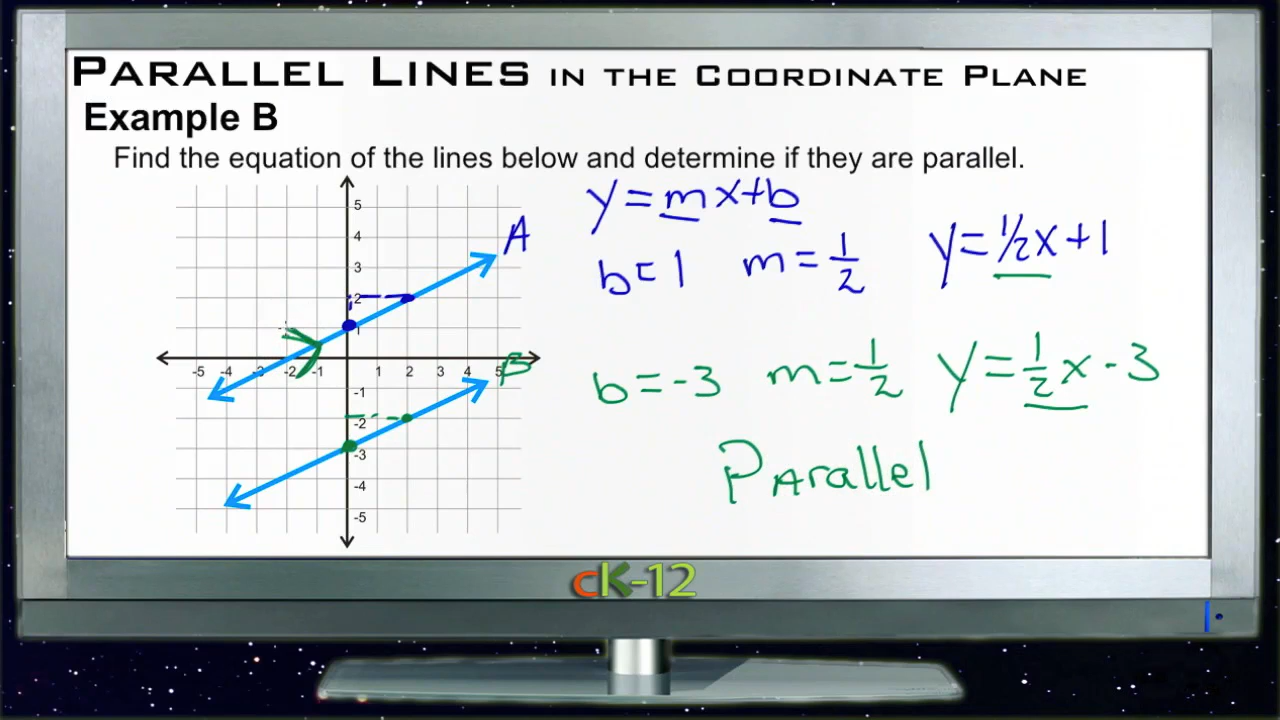 PARALLEL LINES IN THE COORDINATE PLANE
Example B
Find the equation of the lines below and determine if they are parallel.
y = mx+b
b = 1 m = 1/2 y = 1/2x + 1
b = -3 m = 1/2 y = 1/2 x - 3
Parallel
5
4
3
2
1
-5 -4 -3 -2 -1 1 2 3 4 5
-1
-2
-3
-4
-5
A
B
cK-12